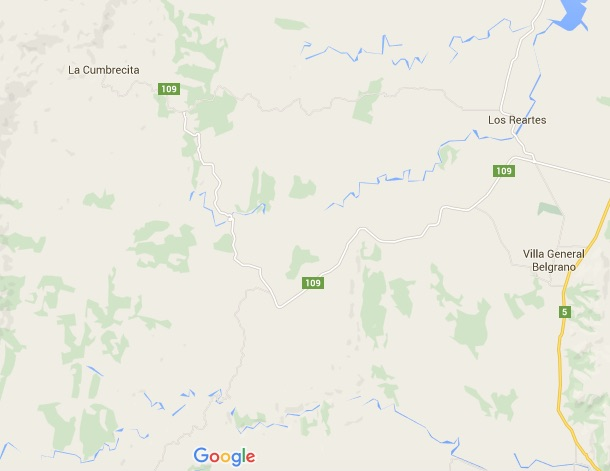 La Cumbrecita
109
Los Reartes
109
Villa General
Belgrano
109
5
Google